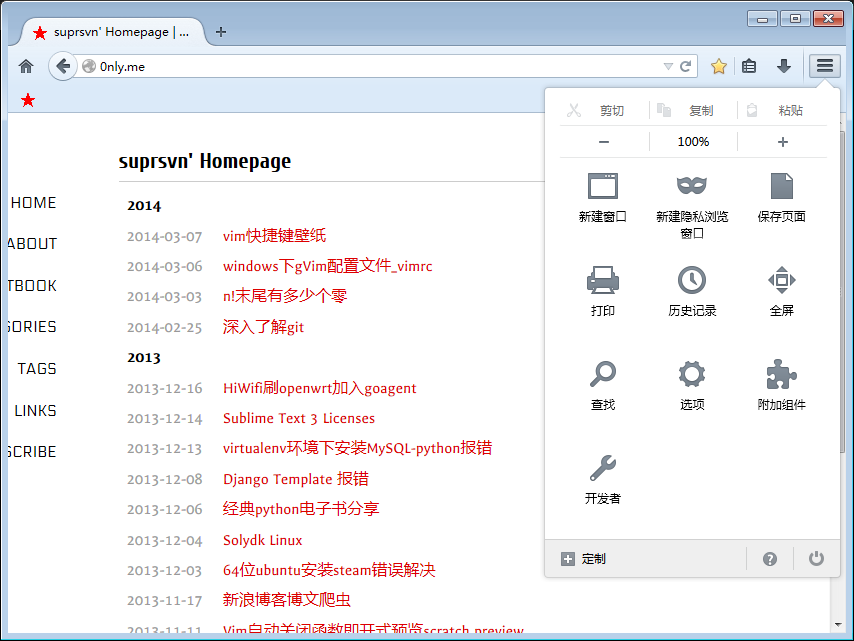 suprsvn' Homepage | ...
0nly.me
剪切 复制 粘贴
100%
新建窗口 新建隐私浏览窗口 保存页面
打印 历史记录 全屏
查找 选项 附加组件
开发者
定制
suprsvn' Homepage
HOME
ABOUT
TBOOK
GORIES
TAGS
LINKS
SCRIBE
2014
2014-03-07 vim快捷键壁纸
2014-03-06 windows下gVim配置文件_vimrc
2014-03-03 n!末尾有多少个零
2014-02-25 深入了解git
2013
2013-12-16 HiWifi刷openwrt加入goagent
2013-12-14 Sublime Text 3 Licenses
2013-12-13 virtualenv环境下安装MySQL-python报错
2013-12-08 Django Template 报错
2013-12-06 经典python电子书分享
2013-12-04 Solydk Linux
2013-12-03 64位ubuntu安装steam错误解决
2013-11-17 新浪博客博文爬虫
2013-11-11 Vim自动关闭函数即开式预览scratch preview